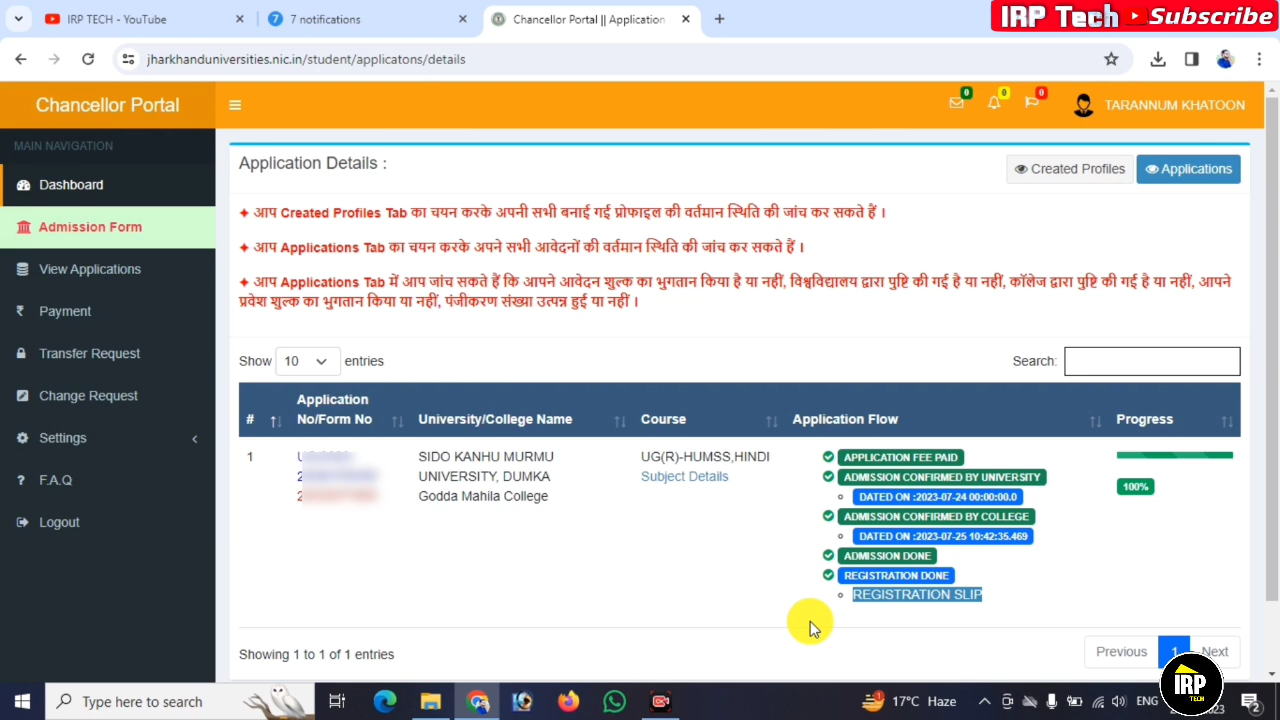 IRP TECH - YouTube
7 notifications
Chancellor Portal || Application
IRP Tech Subscribe
jharkhanduniversities.nic.in/student/applicatons/details
Chancellor Portal
0
0
0
TARANNUM KHATOON
MAIN NAVIGATION
Dashboard
Admission Form
View Applications
Payment
Transfer Request
Change Request
Settings
F.A.Q
Logout
Application Details :
Created Profiles
Applications
आप Created Profiles Tab का चयन करके अपनी सभी बनाई गई प्रोफाइल की वर्तमान स्थिति की जांच कर सकते हैं ।
आप Applications Tab का चयन करके अपने सभी आवेदनों की वर्तमान स्थिति की जांच कर सकते हैं ।
आप Applications Tab में आप जांच सकते हैं कि आपने आवेदन शुल्क का भुगतान किया है या नहीं, विश्वविद्यालय द्वारा पुष्टि की गई है या नहीं, कॉलेज द्वारा पुष्टि की गई है या नहीं, आपने
प्रवेश शुल्क का भुगतान किया या नहीं, पंजीकरण संख्या उत्पन्न हुई या नहीं ।
Show 10 entries
Search:
# Application No/Form No University/College Name Course Application Flow Progress
1
SIDO KANHU MURMU
UNIVERSITY, DUMKA
Godda Mahila College
UG(R)-HUMSS,HINDI
Subject Details
APPLICATION FEE PAID
ADMISSION CONFIRMED BY UNIVERSITY
DATED ON :2023-07-24 00:00:00.0
ADMISSION CONFIRMED BY COLLEGE
DATED ON :2023-07-25 10:42:35.469
ADMISSION DONE
REGISTRATION DONE
REGISTRATION SLIP
100%
Showing 1 to 1 of 1 entries
Previous 1 Next
IRP
TECH
Type here to search
17°C Haze
ENG
2